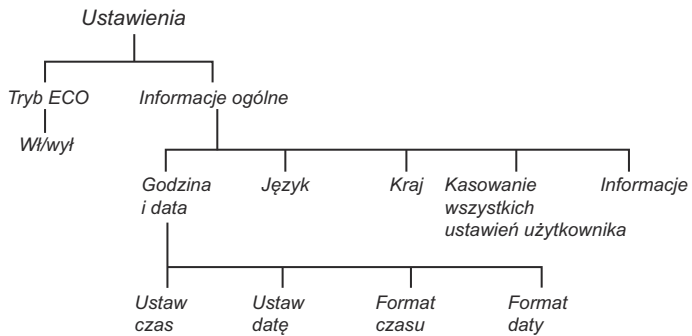 Ustawienia
Tryb ECO
Informacje ogólne
Wł/wył
Godzina
i data
Język
Kraj
Kasowanie
wszystkich
ustawień użytkownika
Informacje
Ustaw
czas
Ustaw
datę
Format
czasu
Format
daty